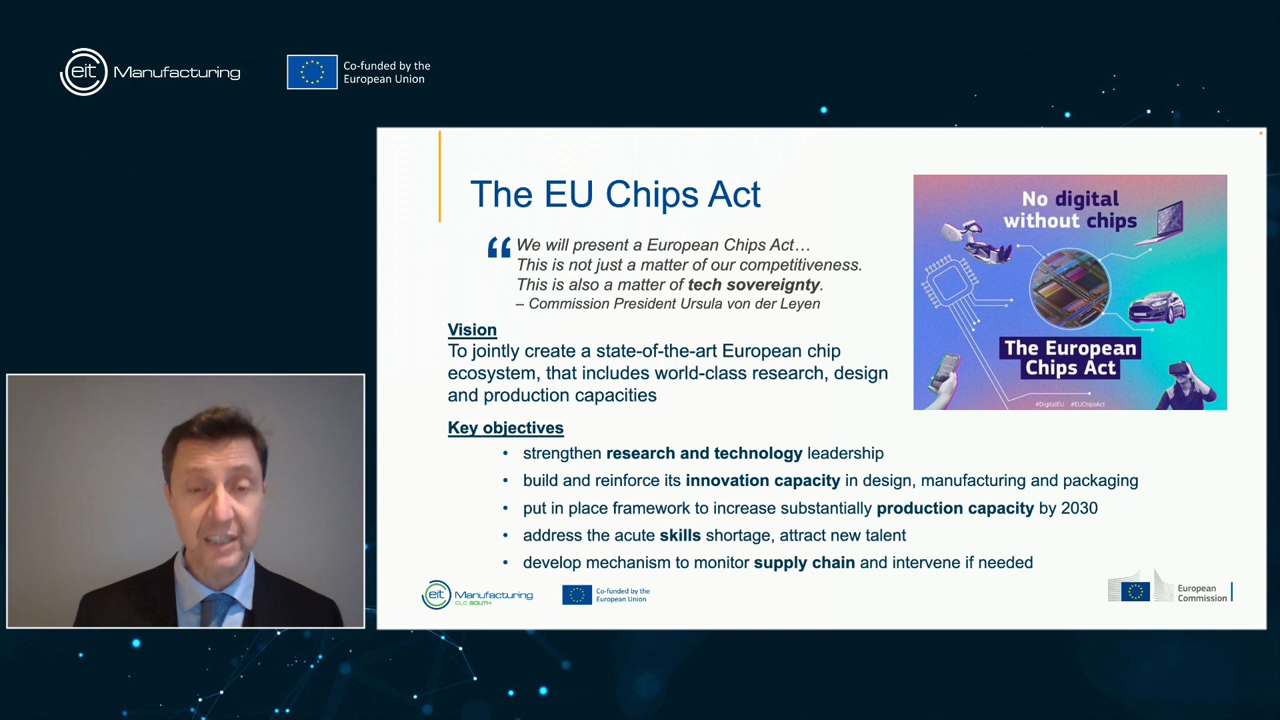 eit Manufacturing
Co-funded by the
European Union
The EU Chips Act
“ We will present a European Chips Act…
This is not just a matter of our competitiveness.
This is also a matter of tech sovereignty.
– Commission President Ursula von der Leyen
Vision
To jointly create a state-of-the-art European chip
ecosystem, that includes world-class research, design
and production capacities
No digital
without chips
The European
Chips Act
#DigitalEU #EUChipsAct
Key objectives
• strengthen research and technology leadership
• build and reinforce its innovation capacity in design, manufacturing and packaging
• put in place framework to increase substantially production capacity by 2030
• address the acute skills shortage, attract new talent
• develop mechanism to monitor supply chain and intervene if needed
eit Manufacturing
CLC SOUTH
Co-funded by the
European Union
European
Commission